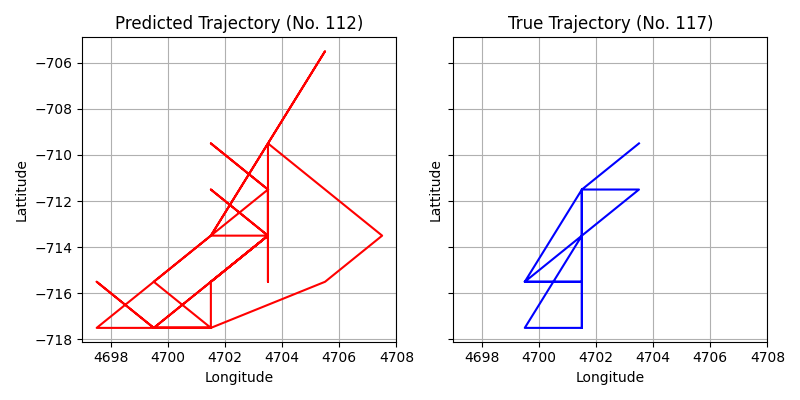 Predicted Trajectory (No. 112)
Lattitude
−706
−708
−710
−712
−714
−716
−718
4698 4700 4702 4704 4706 4708
Longitude
True Trajectory (No. 117)
Lattitude
4698 4700 4702 4704 4706 4708
Longitude